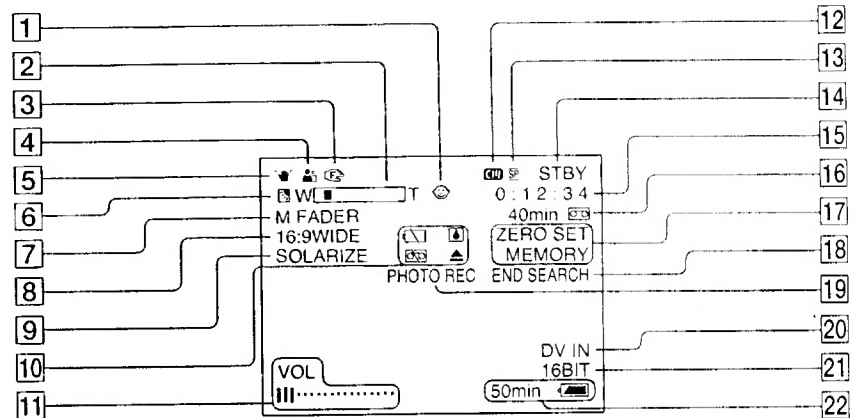 1
2
3
4
5
6
7
8
9
10
11
12
13
14
15
16
17
18
19
20
21
22
SP STBY
W T 0:12:34
40min
M FADER
16:9WIDE ZERO SET
SOLARIZE MEMORY
PHOTO REC END SEARCH
DV IN
16BIT
VOL
50min